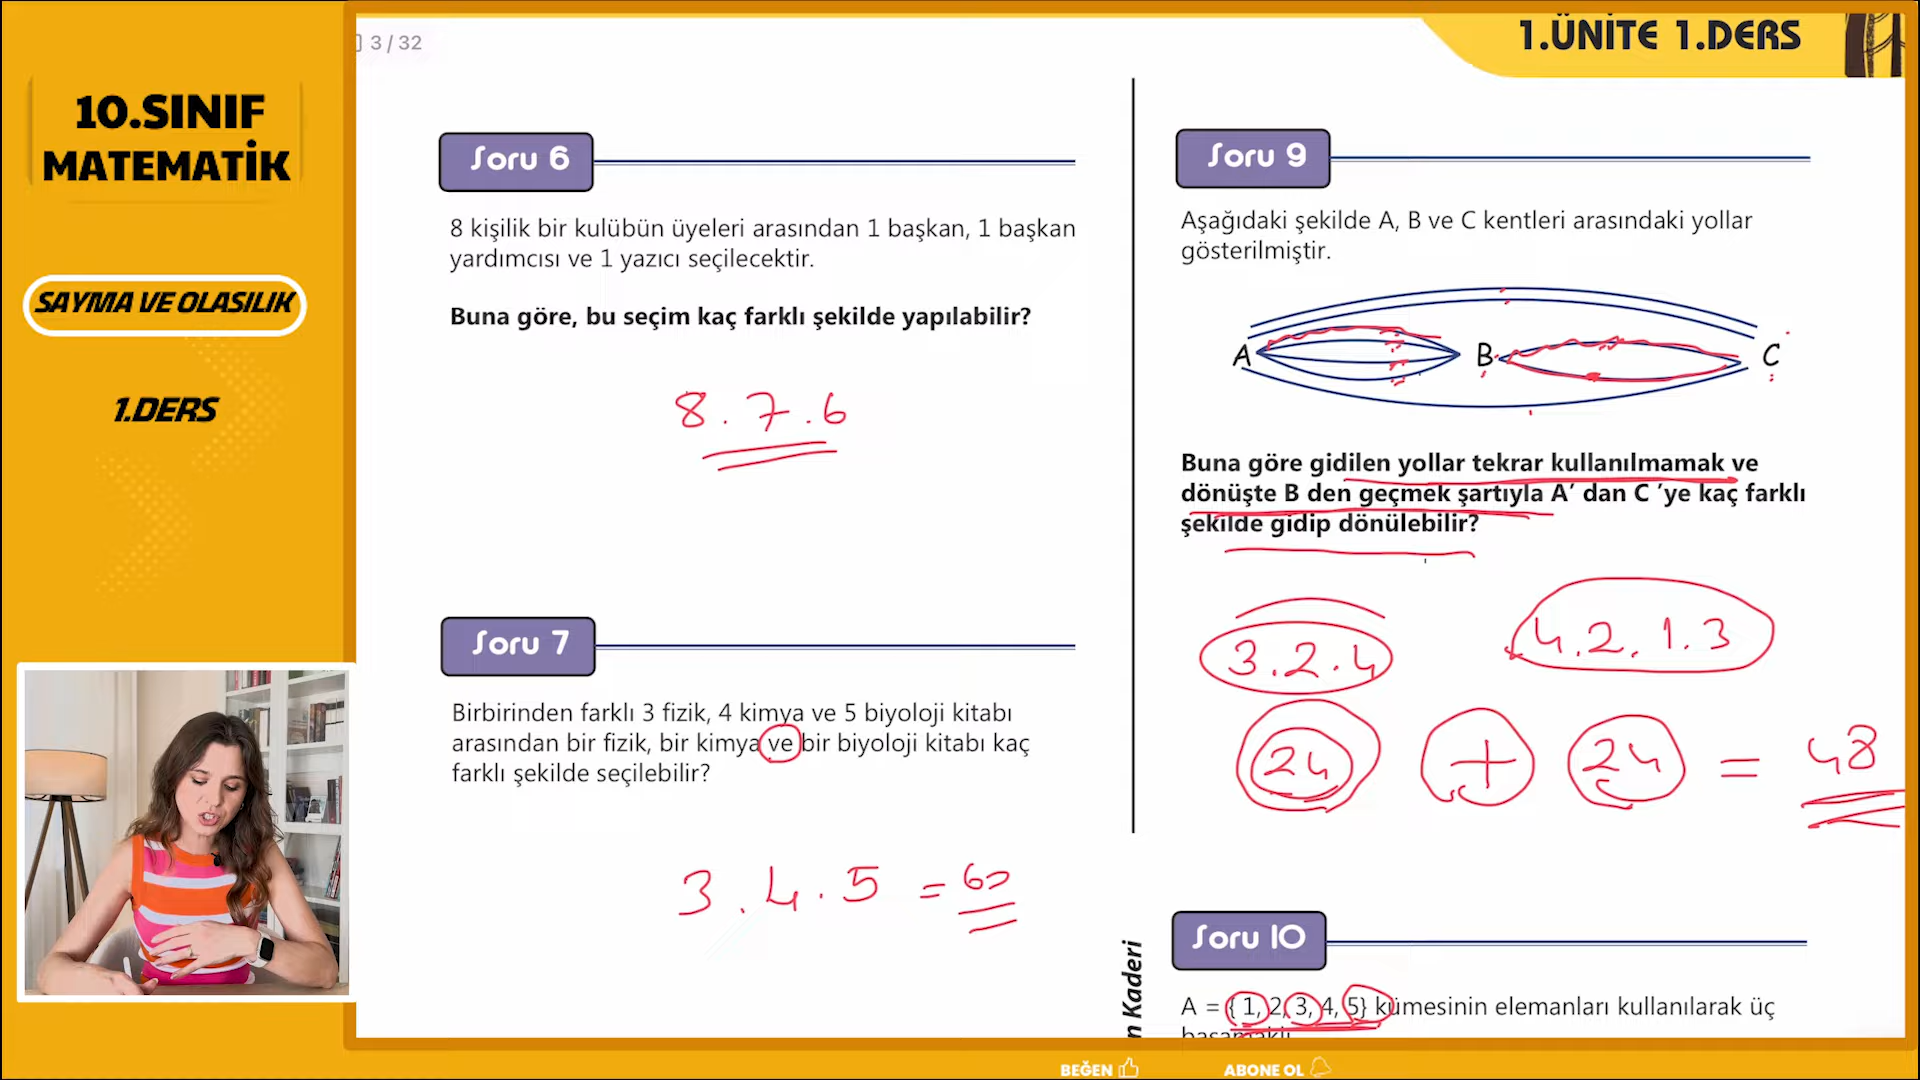 10.SINIF
MATEMATİK
SAYMA VE OLASILIK
1.DERS
3 / 32
1.ÜNİTE 1.DERS
Soru 6
8 kişilik bir kulübün üyeleri arasından 1 başkan, 1 başkan
yardımcısı ve 1 yazıcı seçilecektir.
Buna göre, bu seçim kaç farklı şekilde yapılabilir?
8 . 7 . 6
Soru 7
Birbirinden farklı 3 fizik, 4 kimya ve 5 biyoloji kitabı
arasından bir fizik, bir kimya ve bir biyoloji kitabı kaç
farklı şekilde seçilebilir?
3 . 4 . 5 = 60
Soru 9
Aşağıdaki şekilde A, B ve C kentleri arasındaki yollar
gösterilmiştir.
A B C
Buna göre gidilen yollar tekrar kullanılmamak ve
dönüşte B den geçmek şartıyla A' dan C 'ye kaç farklı
şekilde gidip dönülebilir?
3 . 2 . 4
4 . 2 . 1 . 3
24 + 24 = 48
Soru 10
A = { 1, 2, 3, 4, 5} kümesinin elemanları kullanılarak üç
basamaklı
n Kaderi
BEĞEN
ABONE OL